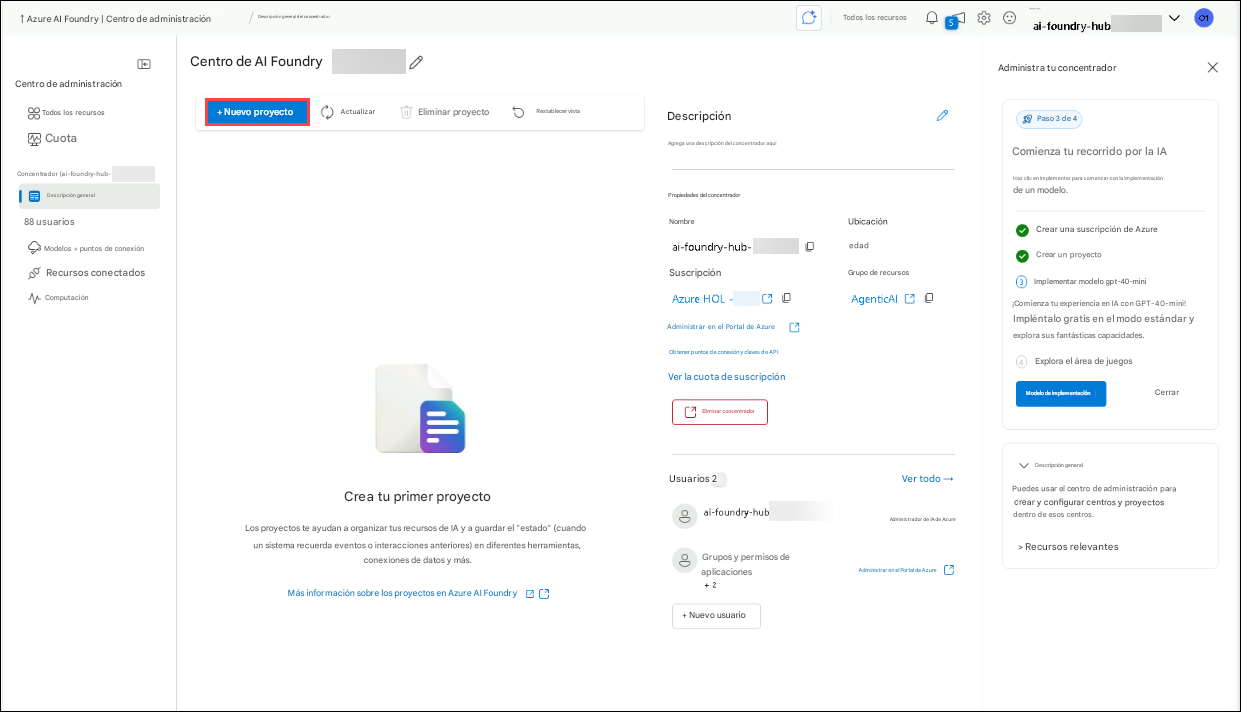 ↑ Azure AI Foundry | Centro de administración
/ Descripción general del concentrador
Todos los recursos
5
ai-foundry-hub
01
Centro de administración
Todos los recursos
Cuota
Concentrador (ai-foundry-hub-
Descripción general
88 usuarios
Modelos + puntos de conexión
Recursos conectados
Computación
Centro de AI Foundry
+ Nuevo proyecto
Actualizar
Eliminar proyecto
Restablecer vista
Crea tu primer proyecto
Los proyectos te ayudan a organizar tus recursos de IA y a guardar el "estado" (cuando
un sistema recuerda eventos o interacciones anteriores) en diferentes herramientas,
conexiones de datos y más.
Más información sobre los proyectos en Azure AI Foundry
Descripción
Agrega una descripción del concentrador aquí
Propiedades del concentrador
Nombre
Ubicación
ai-foundry-hub-
edad
Suscripción
Grupo de recursos
Azure HOL -
AgenticAI
Administrar en el Portal de Azure
Obtener puntos de conexión y claves de API
Ver la cuota de suscripción
Eliminar concentrador
Usuarios 2
Ver todo →
ai-foundry-hub
Administrador de IA de Azure
Grupos y permisos de
aplicaciones
+ 2
Administrar en el Portal de Azure
+ Nuevo usuario
Administra tu concentrador
Paso 3 de 4
Comienza tu recorrido por la IA
Haz clic en Implementar para comenzar con la implementación
de un modelo.
Crear una suscripción de Azure
Crear un proyecto
3 Implementar modelo gpt-40-mini
¡Comienza tu experiencia en IA con GPT-40-mini!
Impléntalo gratis en el modo estándar y
explora sus fantásticas capacidades.
4 Explora el área de juegos
Modelo de implementación
Cerrar
Descripción general
Puedes usar el centro de administración para
crear y configurar centros y proyectos
dentro de esos centros.
> Recursos relevantes